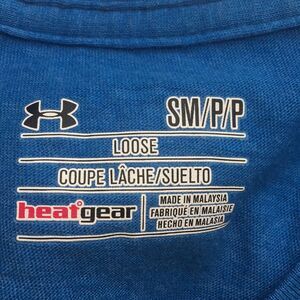 SM/P/P
LOOSE
COUPE LÂCHE/SUELTO
heatgear
MADE IN MALAYSIA
FABRIQUÉ EN MALAISIE
HECHO EN MALASIA